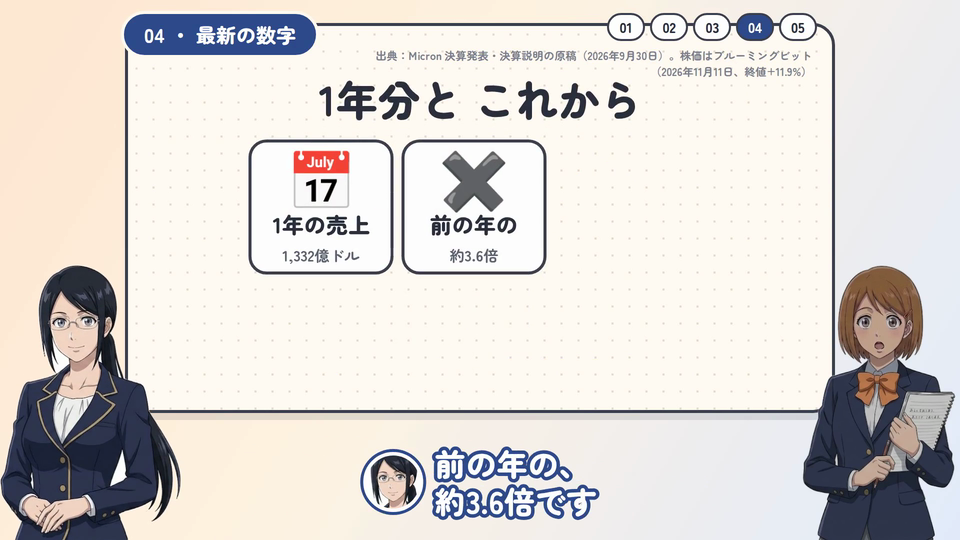 04 ・ 最新の数字
01 02 03 04 05
出典：Micron 決算発表・決算説明の原稿（2026年9月30日）。株価はブルーミングビット
（2026年11月11日、終値+11.9%）
1年分と これから
July
17
1年の売上
1,332億ドル
前の年の
約3.6倍
前の年の、
約3.6倍です